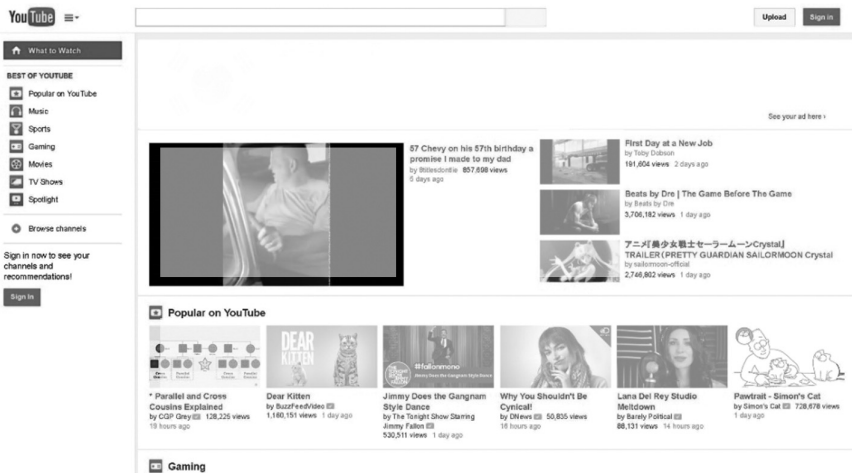 YouTube
Upload
Sign in
What to Watch
BEST OF YOUTUBE
Popular on YouTube
Music
Sports
Gaming
Movies
TV Shows
Spotlight
Browse channels
Sign in now to see your
channels and
recommendations!
Sign In
See your ad here ›
57 Chevy on his 57th birthday a
promise I made to my dad
857,698 views
5 days ago
First Day at a New Job
by Toby Dobson
191,604 views 2 days ago
Beats by Dre | The Game Before The Game
by Beats by Dre
3,706,182 views 1 day ago
アニメ『美少女戦士セーラームーンCrystal』
TRAILER(PRETTY GUARDIAN SAILORMOON Crystal
by sailormoon-official
2,746,802 views 1 day ago
Popular on YouTube
DEAR
KITTEN
#fallonmono
Jimmy Does the Gangnam Style Dance
* Parallel and Cross
Cousins Explained
by CGP Grey 128,225 views
19 hours ago
Dear Kitten
by BuzzFeedVideo
1,160,151 views 1 day ago
Jimmy Does the Gangnam
Style Dance
by The Tonight Show Starring
Jimmy Fallon
530,511 views 1 day ago
Why You Shouldn't Be
Cynical!
by DNews 50,835 views
16 hours ago
Lana Del Rey Studio
Meltdown
by Barely Political
88,131 views 14 hours ago
Pawtrait - Simon's Cat
by Simon's Cat 728,678 views
1 day ago
Gaming